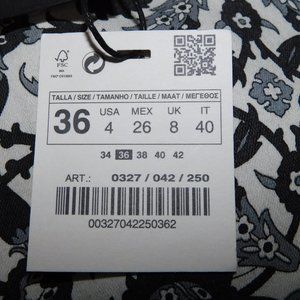 FSC
TALLA / SIZE / TAMANHO / TAILLE / MAAT / ΜΕΓΕΘΟΣ
36 USA 4 MEX 26 UK 8 IT 40
34 36 38 40 42
ART.: 0327 / 042 / 250
00327042250362